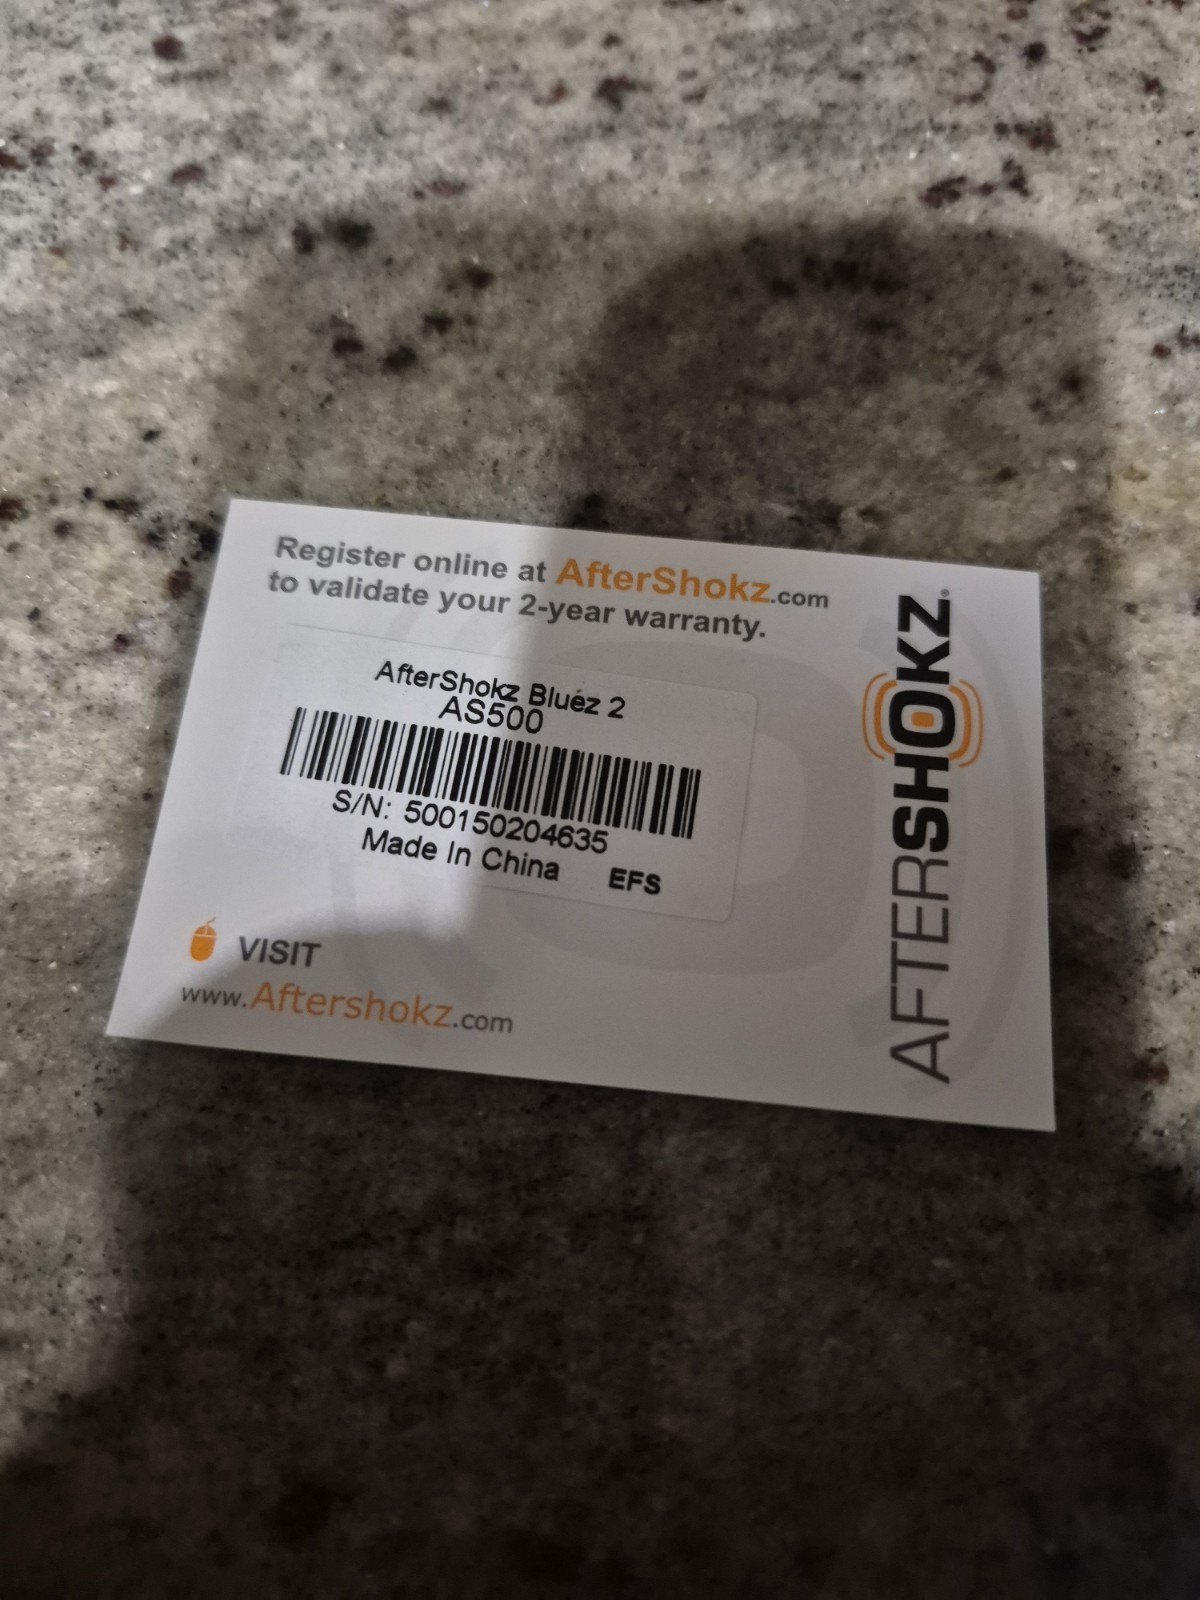 Register online at AfterShokz.com
to validate your 2-year warranty.
AfterShokz Bluez 2
AS500
S/N: 500150204635
Made In China EFS
VISIT
www.Aftershokz.com
AFTERSHOKZ®